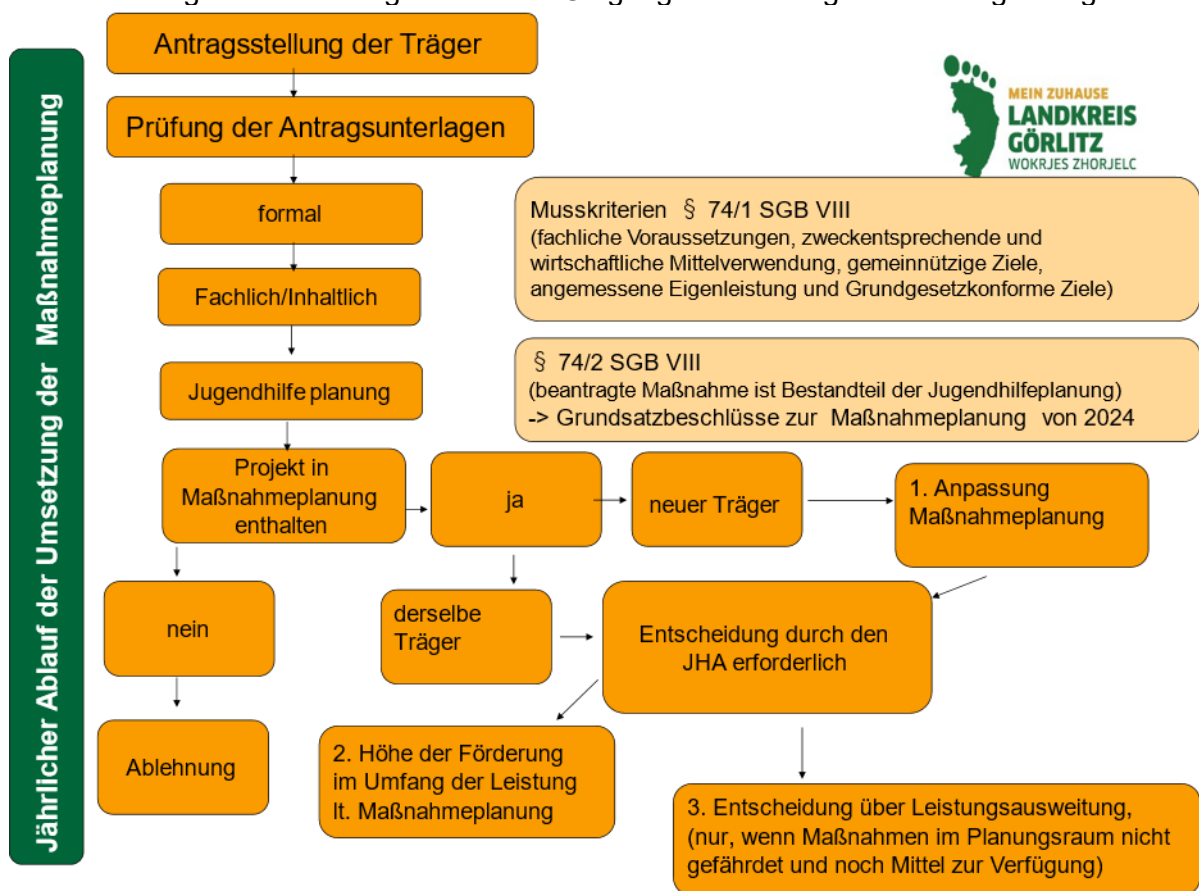 Antragsstellung der Träger
Prüfung der Antragsunterlagen
formal
Fachlich/Inhaltlich
Jugendhilfe planung
Projekt in
Maßnahmeplanung
enthalten
ja
neuer Träger
1. Anpassung
Maßnahmeplanung
nein
derselbe
Träger
Entscheidung durch den
JHA erforderlich
Ablehnung
2. Höhe der Förderung
im Umfang der Leistung
lt. Maßnahmeplanung
3. Entscheidung über Leistungsausweitung,
(nur, wenn Maßnahmen im Planungsraum nicht
gefährdet und noch Mittel zur Verfügung)
Musskriterien § 74/1 SGB VIII
(fachliche Voraussetzungen, zweckentsprechende und
wirtschaftliche Mittelverwendung, gemeinnützige Ziele,
angemessene Eigenleistung und Grundgesetzkonforme Ziele)
§ 74/2 SGB VIII
(beantragte Maßnahme ist Bestandteil der Jugendhilfeplanung)
-> Grundsatzbeschlüsse zur Maßnahmeplanung von 2024
Jährlicher Ablauf der Umsetzung der Maßnahmeplanung
MEIN ZUHAUSE
LANDKREIS
GÖRLITZ
WOKRJES ZHORJELC